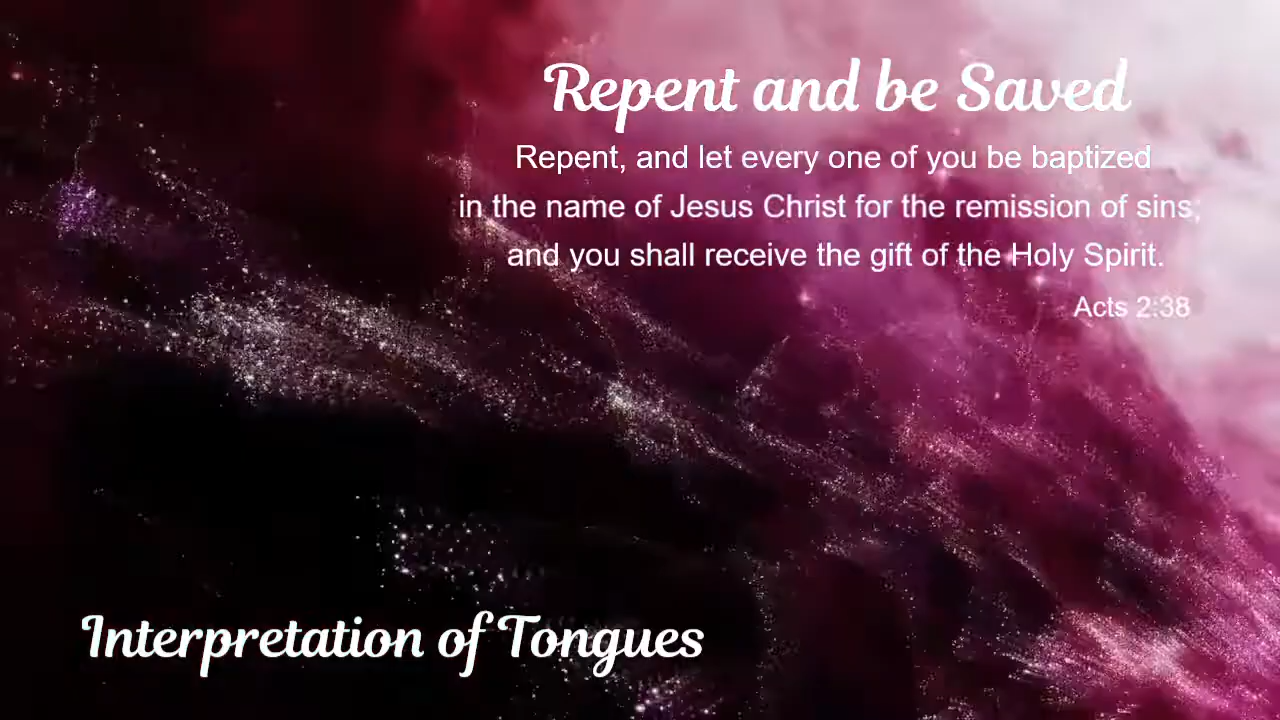 Repent and be Saved
Repent, and let every one of you be baptized
in the name of Jesus Christ for the remission of sins;
and you shall receive the gift of the Holy Spirit.
Acts 2:38
Interpretation of Tongues